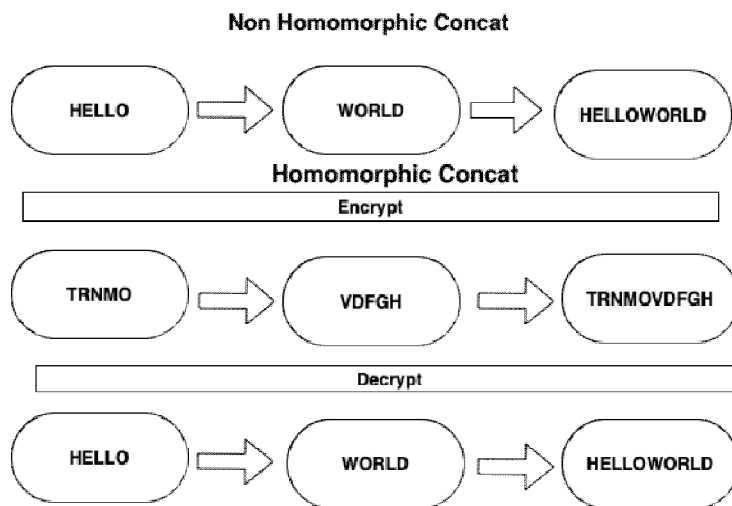 Non Homomorphic Concat
HELLO
WORLD
HELLOWORLD
Homomorphic Concat
Encrypt
TRNMO
VDFGH
TRNMOVDFGH
Decrypt
HELLO
WORLD
HELLOWORLD